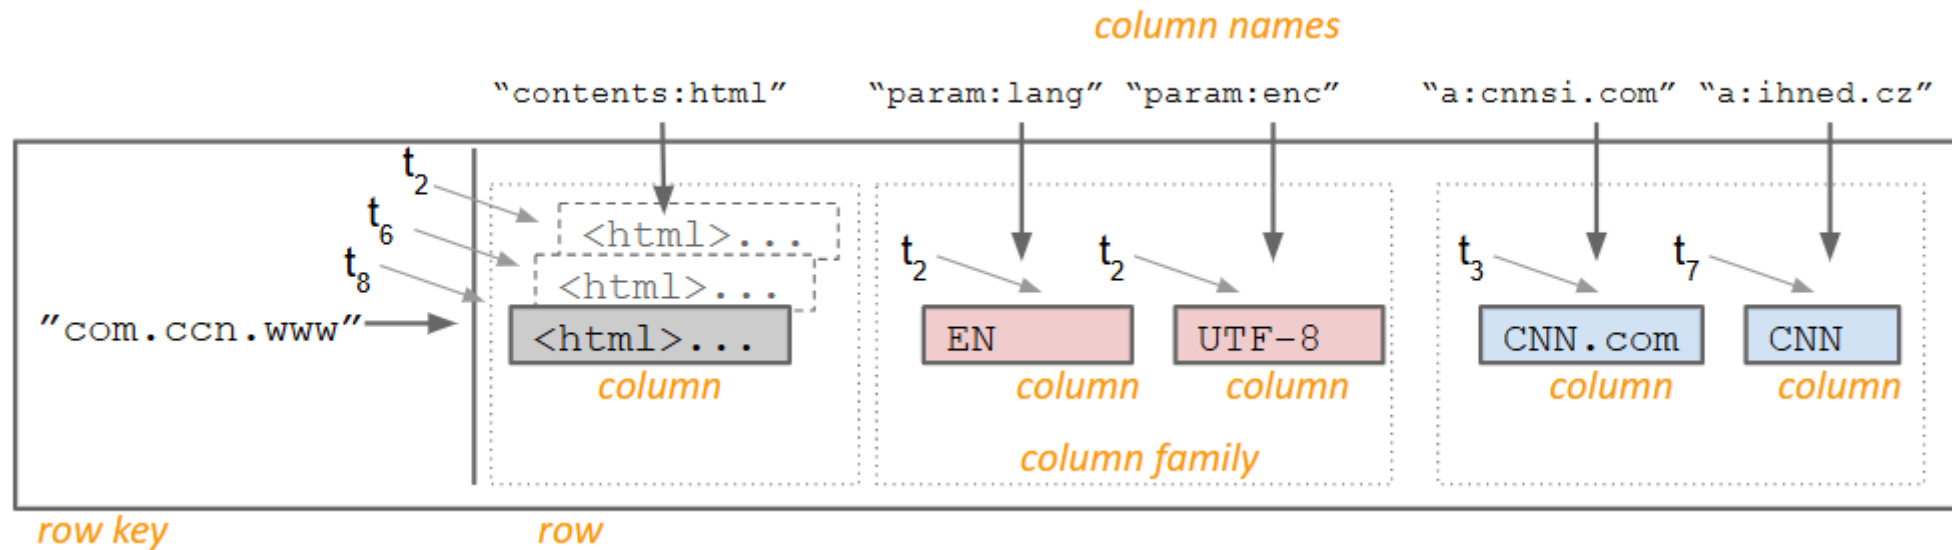 column names
“contents:html” “param:lang” “param:enc” “a:cnnsi.com” “a:ihned.cz”
t2
<html>...
t6
t2 t2 t3 t7
<html>...
t8
”com.ccn.www” <html>... EN UTF-8 CNN.com CNN
column column column column column
column family
row key row